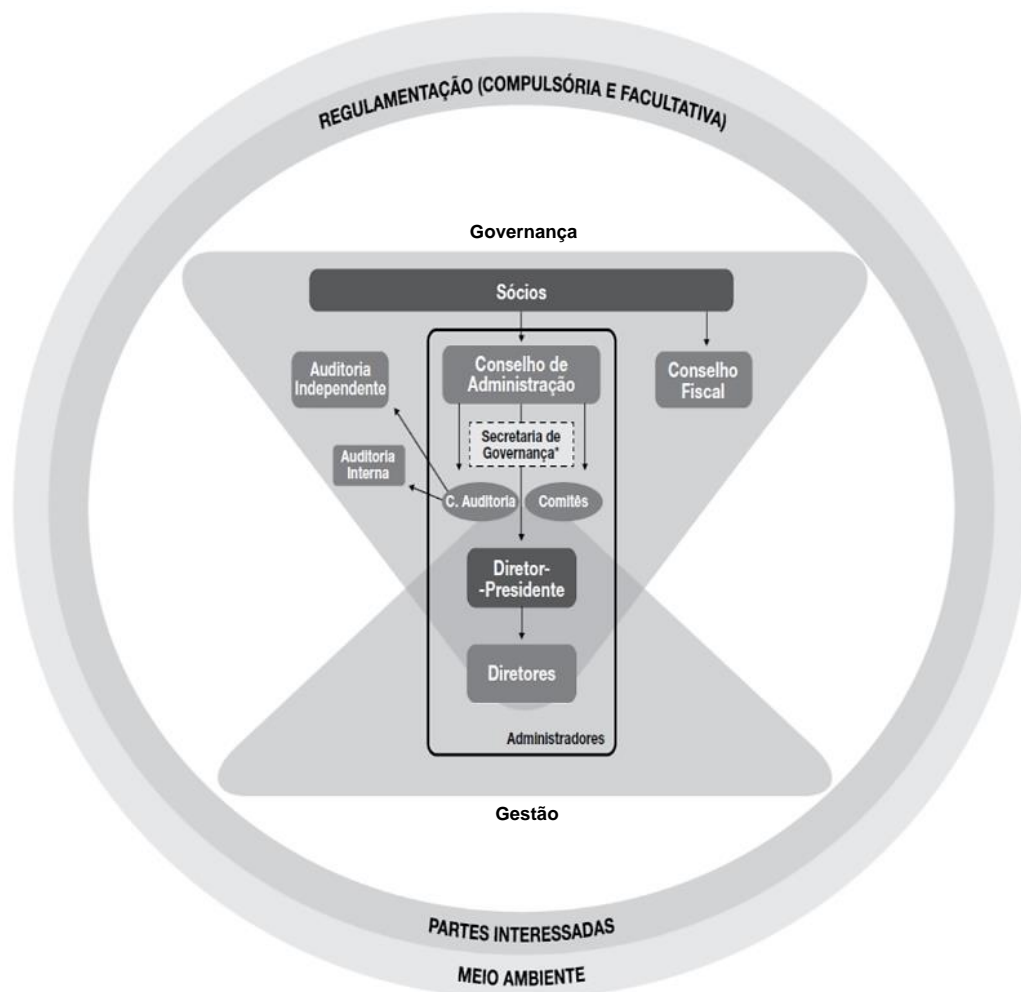 REGULAMENTAÇÃO (COMPULSÓRIA E FACULTATIVA)
Governança
Sócios
Auditoria
Independente
Conselho de
Administração
Conselho
Fiscal
Secretaria de
Governança*
Auditoria
Interna
C. Auditoria
Comitês
Diretor-
-Presidente
Diretores
Administradores
Gestão
PARTES INTERESSADAS
MEIO AMBIENTE